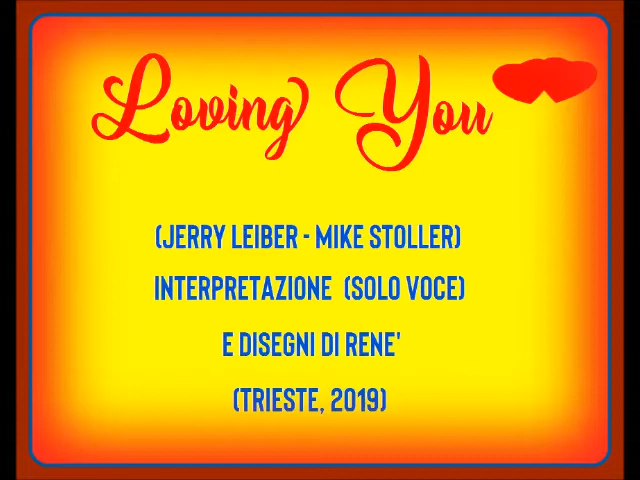 Loving You
(JERRY LEIBER - MIKE STOLLER)
INTERPRETAZIONE (SOLO VOCE)
E DISEGNI DI RENE'
(TRIESTE, 2019)